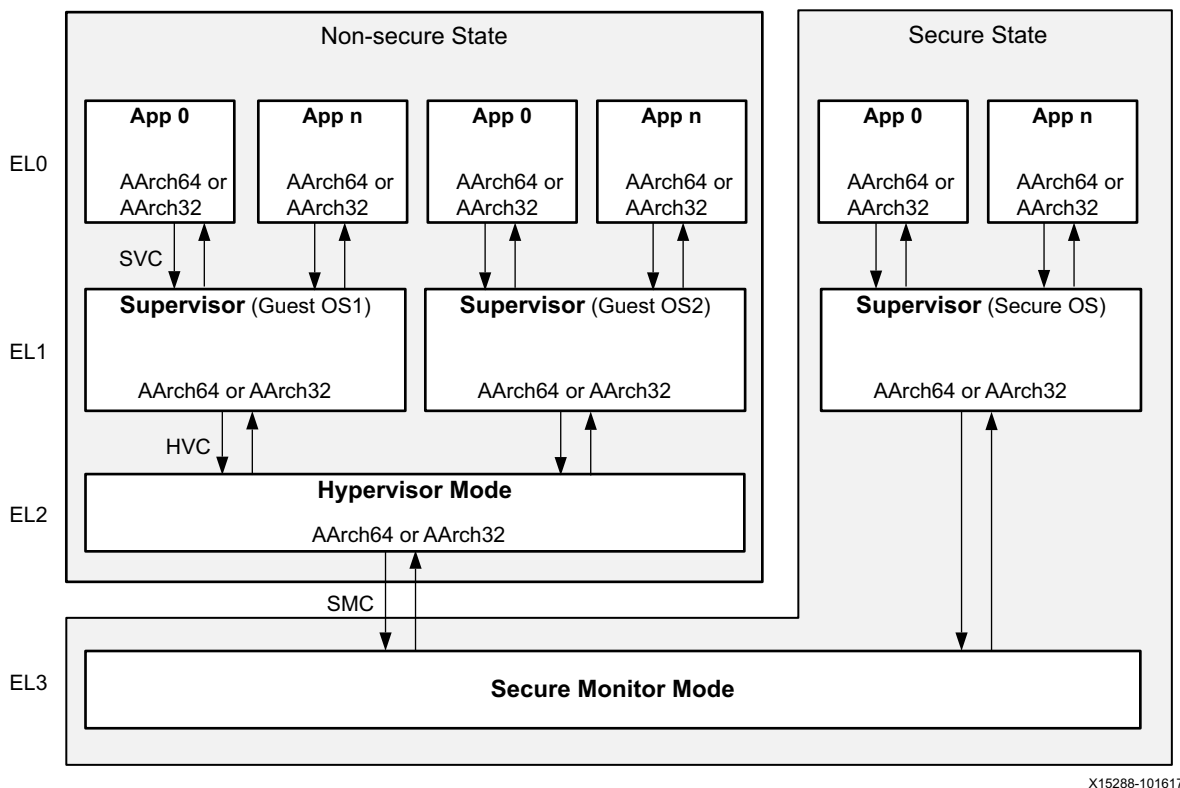 Non-secure State
Secure State
App 0
App n
App 0
App n
App 0
App n
EL0
AArch64 or
AArch32
AArch64 or
AArch32
AArch64 or
AArch32
AArch64 or
AArch32
AArch64 or
AArch32
AArch64 or
AArch32
SVC
Supervisor (Guest OS1)
Supervisor (Guest OS2)
Supervisor (Secure OS)
EL1
AArch64 or AArch32
AArch64 or AArch32
AArch64 or AArch32
HVC
Hypervisor Mode
EL2
AArch64 or AArch32
SMC
EL3
Secure Monitor Mode
X15288-101617